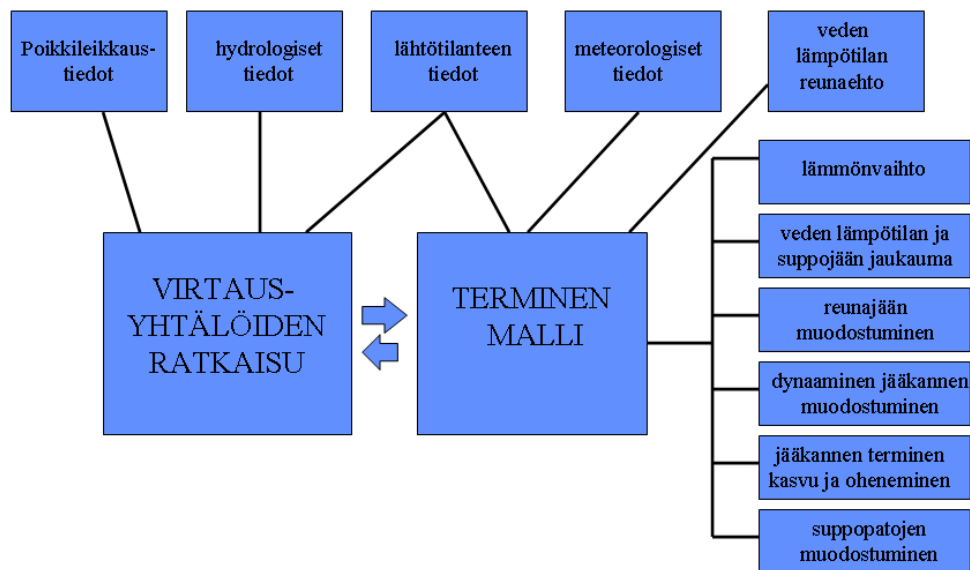 Poikkileikkaus-
tiedot
hydrologiset
tiedot
lähtötilanteen
tiedot
meteorologiset
tiedot
veden
lämpötilan
reunaehto
VIRTAUS-
YHTÄLÖIDEN
RATKAISU
TERMINEN
MALLI
lämmönvaihto
veden lämpötilan ja
suppojään jaukauma
reunajään
muodostuminen
dynaaminen jääkannen
muodostuminen
jääkannen terminen
kasvu ja oheneminen
suppopatojen
muodostuminen